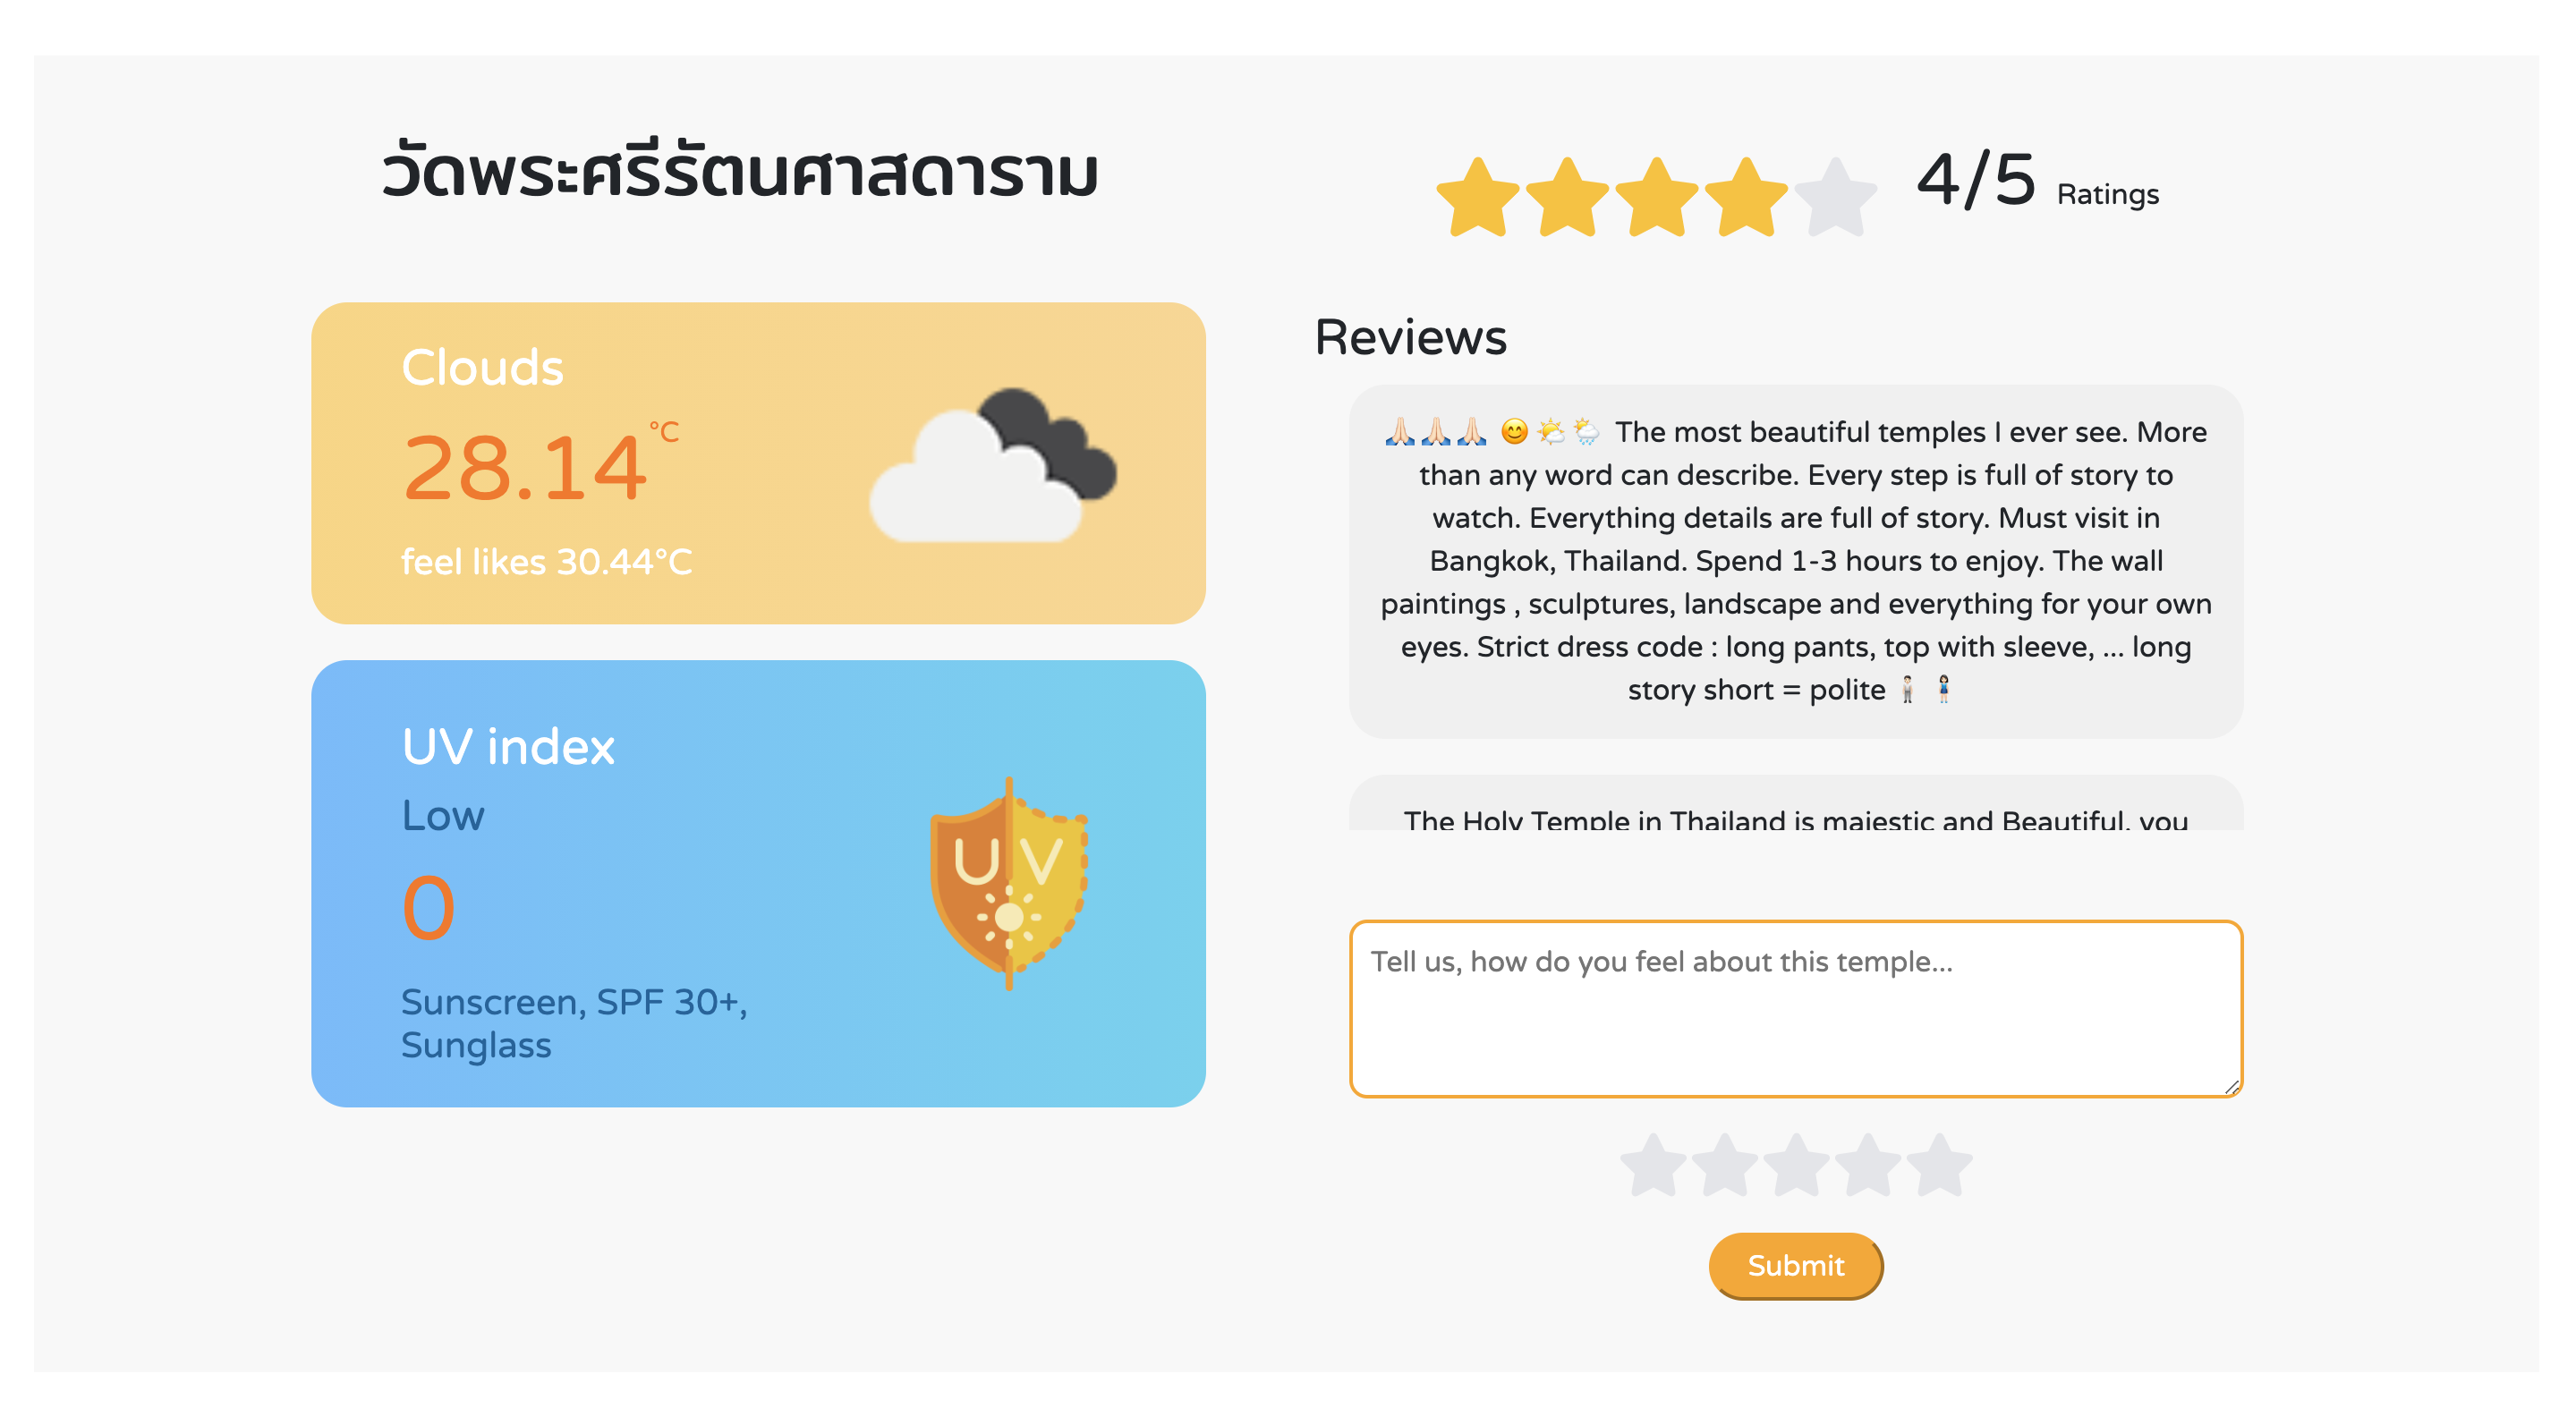 วัดพระศรีรัตนศาสดาราม
Clouds
28.14°C
feel likes 30.44°C
UV index
Low
0
Sunscreen, SPF 30+,
Sunglass
UV
4/5 Ratings
Reviews
🙏🏻🙏🏻🙏🏻 😊🌤️🌦️ The most beautiful temples I ever see. More
than any word can describe. Every step is full of story to
watch. Everything details are full of story. Must visit in
Bangkok, Thailand. Spend 1-3 hours to enjoy. The wall
paintings , sculptures, landscape and everything for your own
eyes. Strict dress code : long pants, top with sleeve, ... long
story short = polite 🧍🏻‍♂️🧍🏻‍♀️
The Holy Temple in Thailand is majestic and Beautiful, you
Tell us, how do you feel about this temple...
Submit